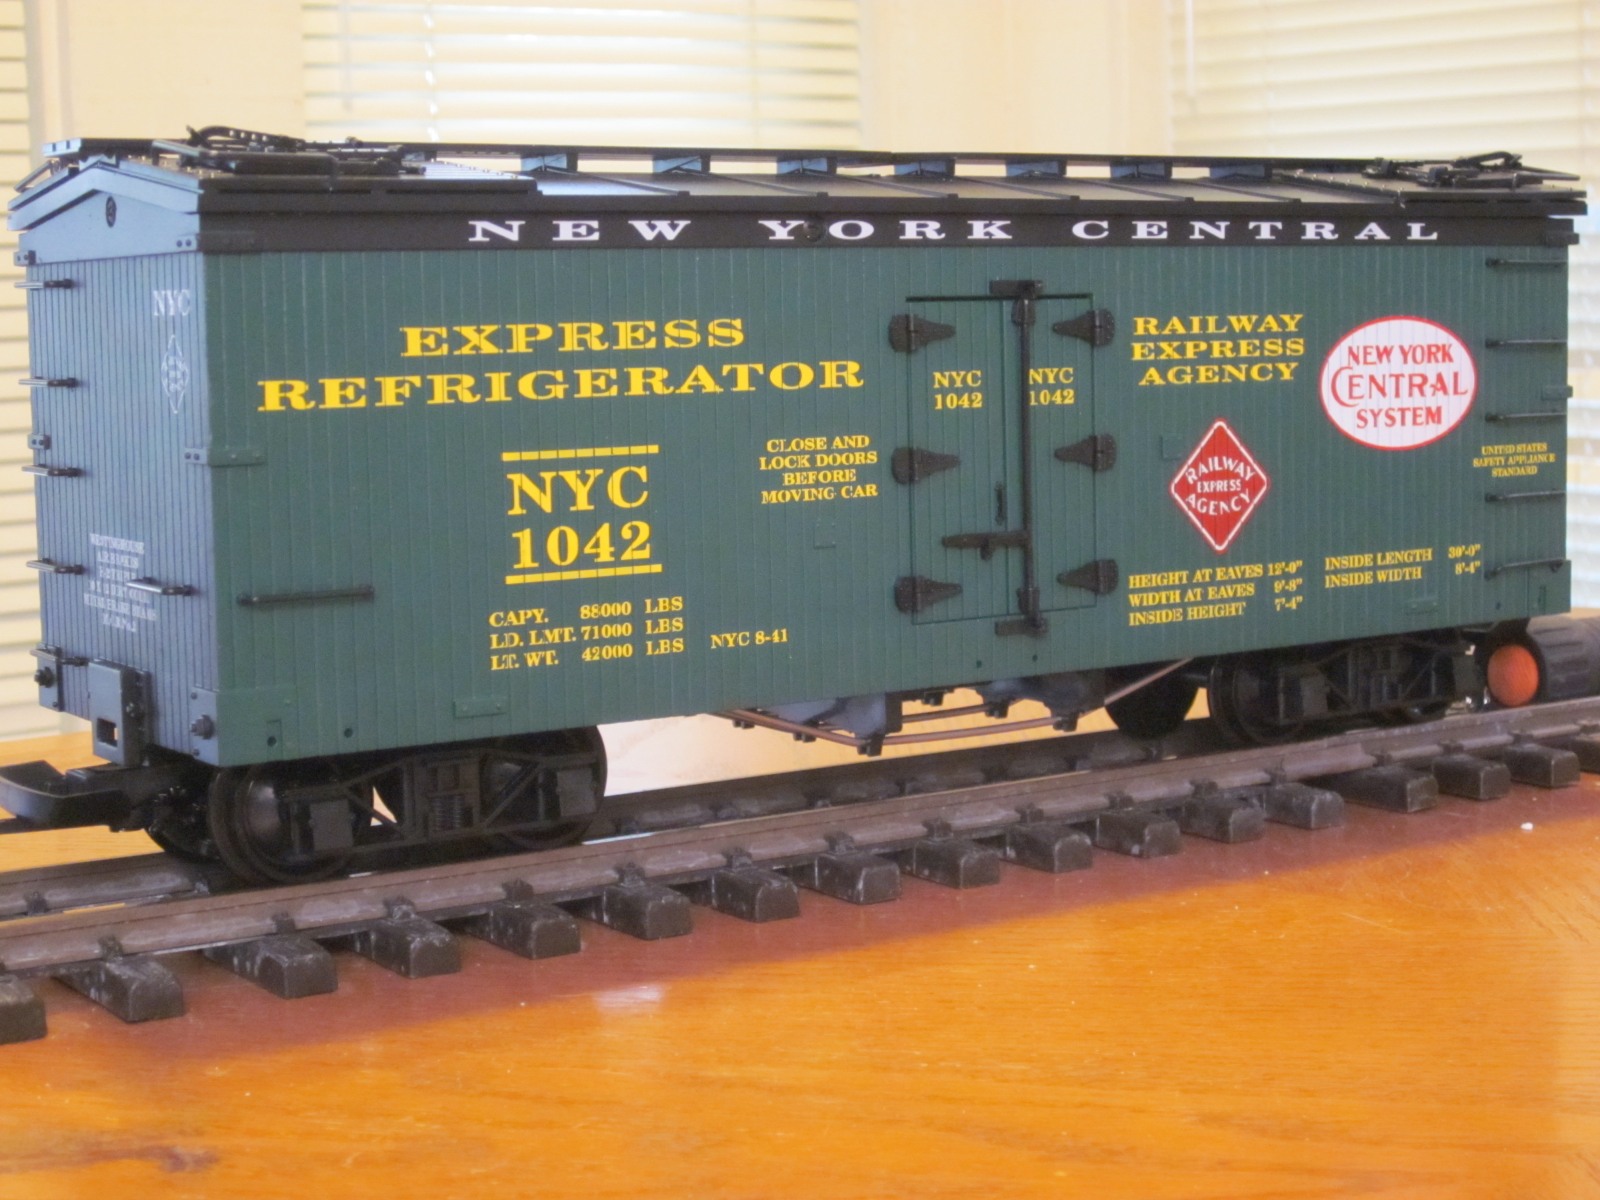 NEW YORK CENTRAL
NYC
EXPRESS
REFRIGERATOR
NYC
1042
CAPY. 88000 LBS
LD. LMT. 71000 LBS
LT. WT. 42000 LBS
NYC 8-41
CLOSE AND
LOCK DOORS
BEFORE
MOVING CAR
NYC
1042
NYC
1042
RAILWAY
EXPRESS
AGENCY
RAILWAY
EXPRESS
AGENCY
NEW YORK
CENTRAL
SYSTEM
UNITED STATES
SAFETY APPLIANCE
STANDARD
HEIGHT AT EAVES 12'-0"
WIDTH AT EAVES 9'-8"
INSIDE HEIGHT 7'-4"
INSIDE LENGTH 30'-0"
INSIDE WIDTH 8'-4"
WESTINGHOUSE